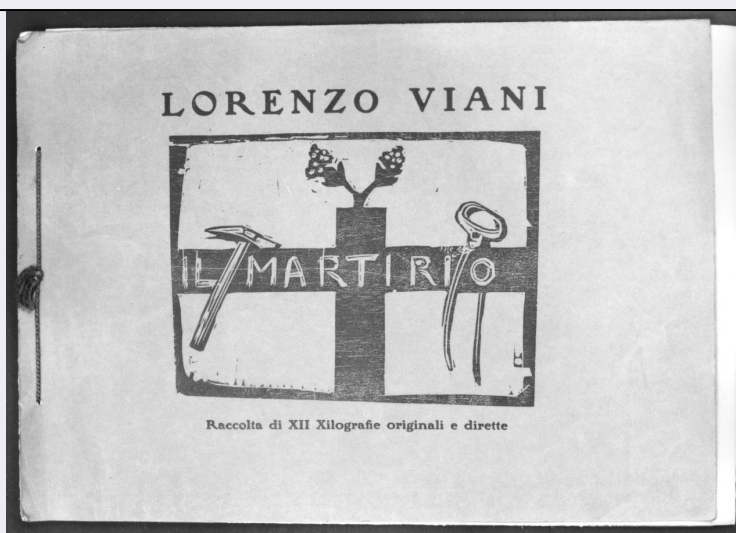 LORENZO VIANI
IL MARTIRIO
Raccolta di XII Xilografie originali e dirette